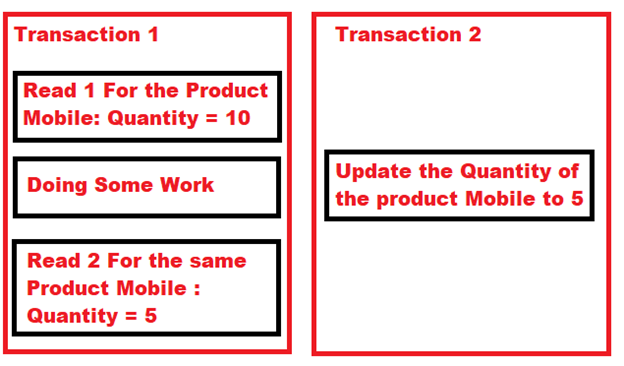 Transaction 1
Read 1 For the Product
Mobile: Quantity = 10
Doing Some Work
Read 2 For the same
Product Mobile :
Quantity = 5
Transaction 2
Update the Quantity of
the product Mobile to 5